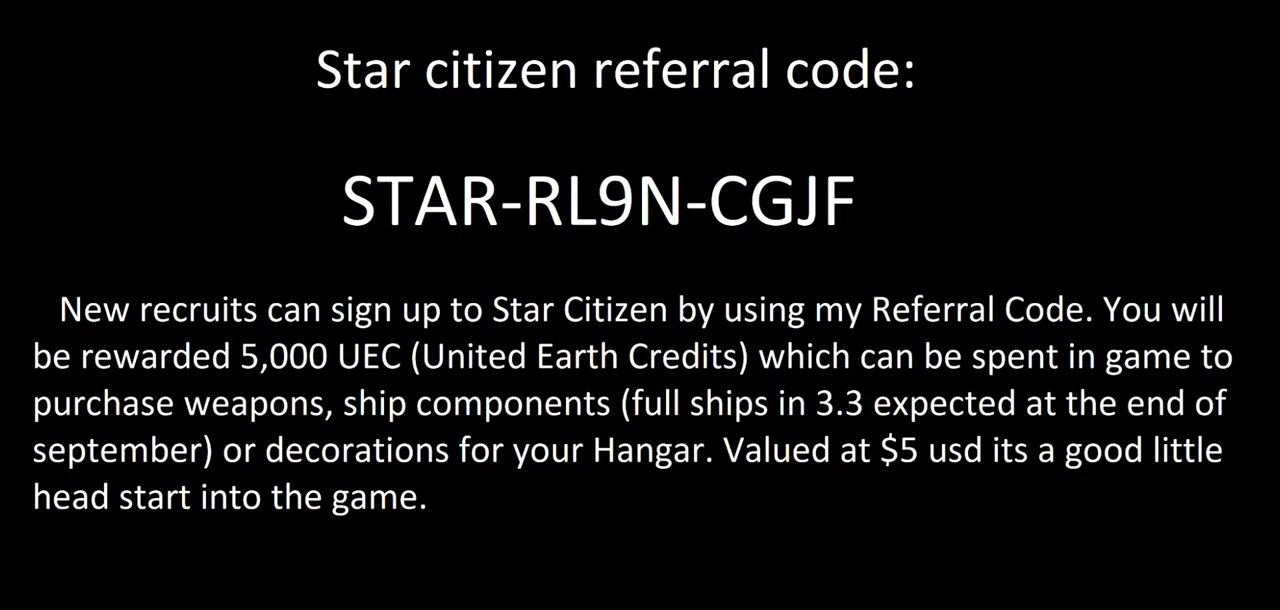 Star citizen referral code:
STAR-RL9N-CGJF
New recruits can sign up to Star Citizen by using my Referral Code. You will
be rewarded 5,000 UEC (United Earth Credits) which can be spent in game to
purchase weapons, ship components (full ships in 3.3 expected at the end of
september) or decorations for your Hangar. Valued at $5 usd its a good little
head start into the game.